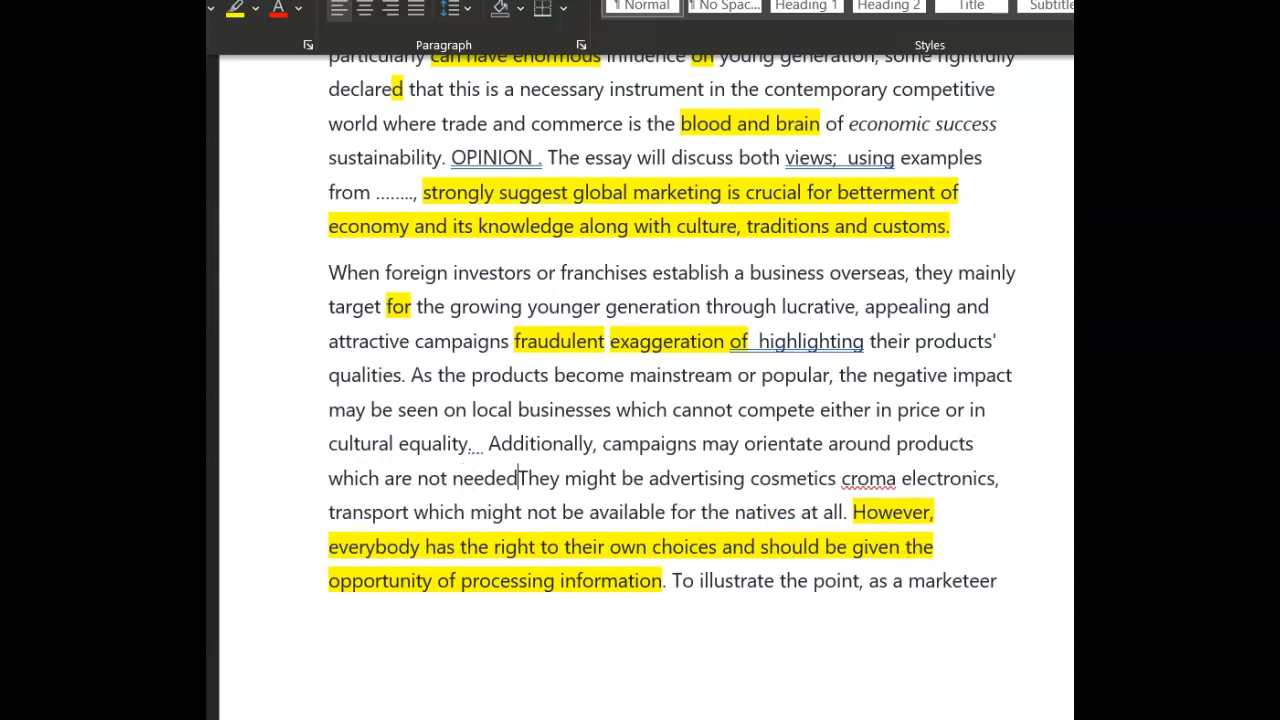 ¶ Normal ¶ No Spac... Heading 1 Heading 2 Title Subtitle
Paragraph Styles
particularly can have enormous influence on young generation, some rightfully
declared that this is a necessary instrument in the contemporary competitive
world where trade and commerce is the blood and brain of economic success
sustainability. OPINION . The essay will discuss both views;  using examples
from ........, strongly suggest global marketing is crucial for betterment of
economy and its knowledge along with culture, traditions and customs.
When foreign investors or franchises establish a business overseas, they mainly
target for the growing younger generation through lucrative, appealing and
attractive campaigns fraudulent exaggeration of  highlighting their products'
qualities. As the products become mainstream or popular, the negative impact
may be seen on local businesses which cannot compete either in price or in
cultural equality.   Additionally, campaigns may orientate around products
which are not neededThey might be advertising cosmetics croma electronics,
transport which might not be available for the natives at all. However,
everybody has the right to their own choices and should be given the
opportunity of processing information. To illustrate the point, as a marketeer